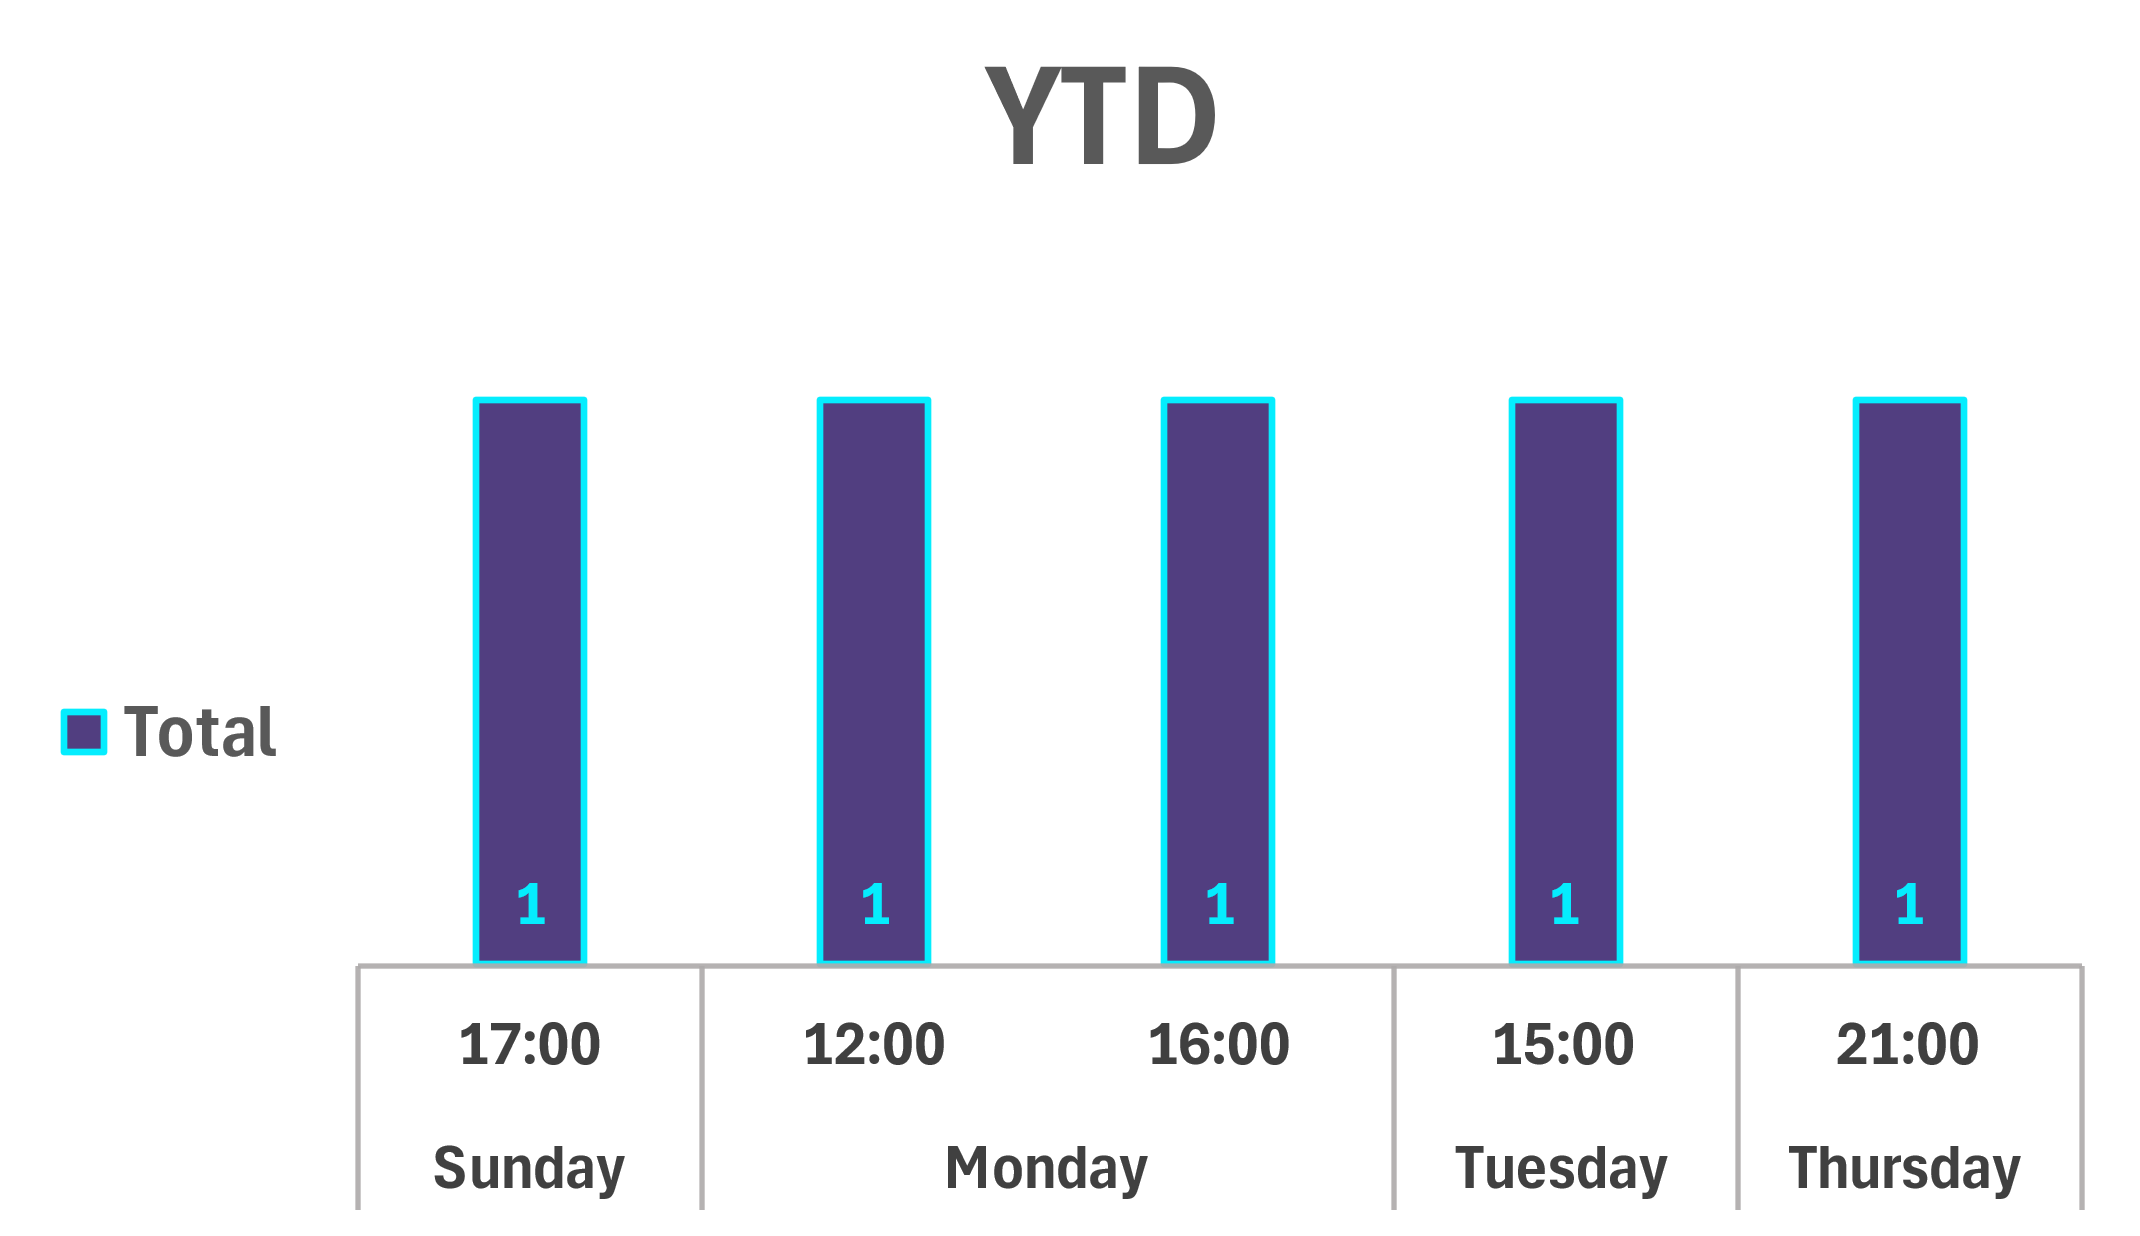 YTD
Total
1 1 1 1 1
17:00 12:00 16:00 15:00 21:00
Sunday Monday Tuesday Thursday